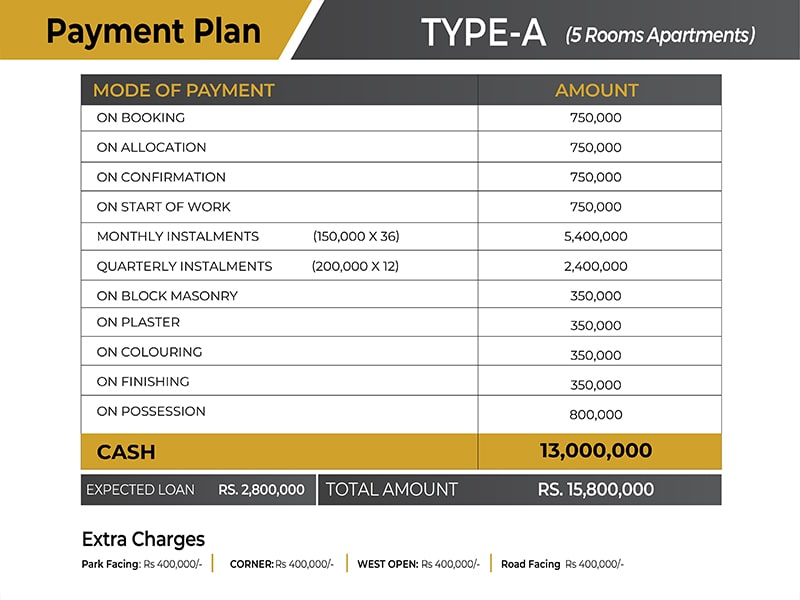 Payment Plan TYPE-A (5 Rooms Apartments)
MODE OF PAYMENT AMOUNT
ON BOOKING 750,000
ON ALLOCATION 750,000
ON CONFIRMATION 750,000
ON START OF WORK 750,000
MONTHLY INSTALMENTS (150,000 X 36) 5,400,000
QUARTERLY INSTALMENTS (200,000 X 12) 2,400,000
ON BLOCK MASONRY 350,000
ON PLASTER 350,000
ON COLOURING 350,000
ON FINISHING 350,000
ON POSSESSION 800,000
CASH 13,000,000
EXPECTED LOAN RS. 2,800,000 TOTAL AMOUNT RS. 15,800,000
Extra Charges
Park Facing: Rs 400,000/- CORNER: Rs 400,000/- WEST OPEN: Rs 400,000/- Road Facing Rs 400,000/-